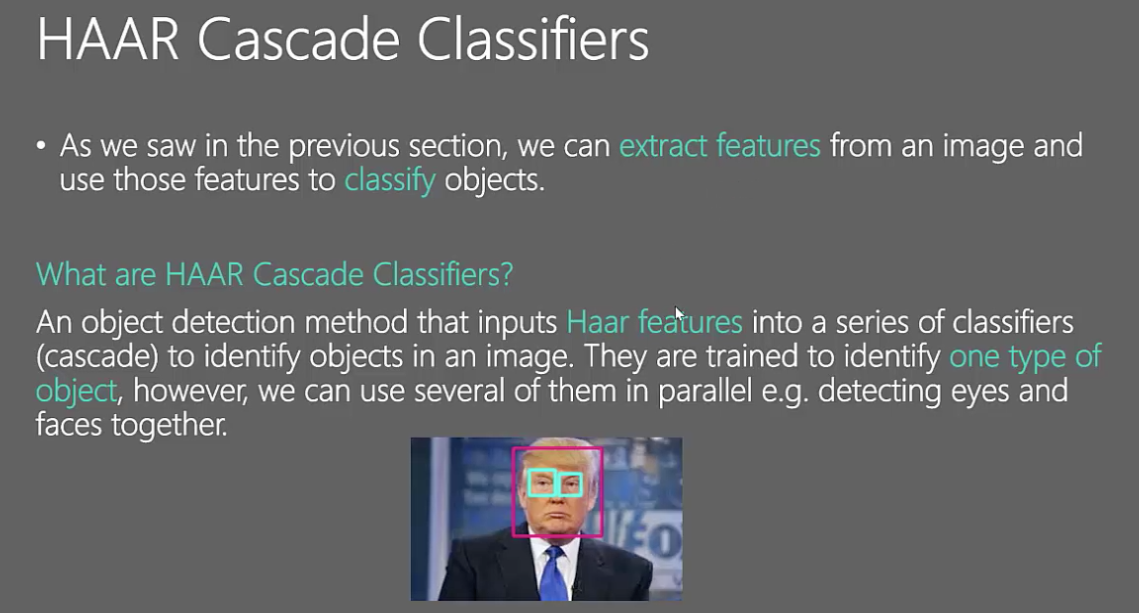 HAAR Cascade Classifiers
• As we saw in the previous section, we can extract features from an image and
use those features to classify objects.
What are HAAR Cascade Classifiers?
An object detection method that inputs Haar features into a series of classifiers
(cascade) to identify objects in an image. They are trained to identify one type of
object, however, we can use several of them in parallel e.g. detecting eyes and
faces together.